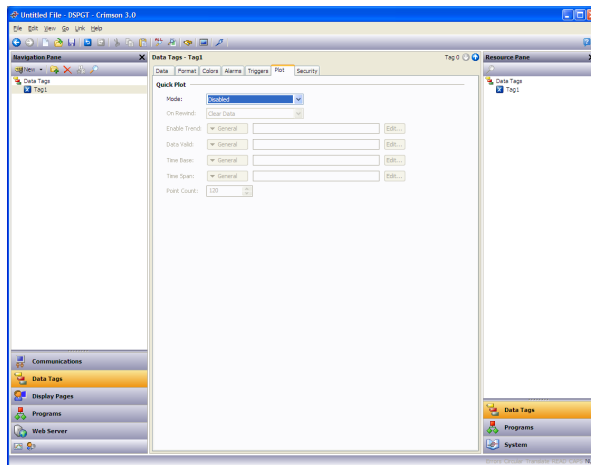 Untitled File - DSPGT - Crimson 3.0
File Edit View Go Link Help
Navigation Pane
New
Data Tags
Tag1
Data Tags - Tag1
Tag 0
Data Format Colors Alarms Triggers Plot Security
Quick Plot
Mode: Disabled
On Rewind: Clear Data
Enable Trend: General Edit...
Data Valid: General Edit...
Time Base: General Edit...
Time Span: General Edit...
Point Count: 120
Resource Pane
Data Tags
Tag1
Communications
Data Tags
Display Pages
Programs
Web Server
Data Tags
Programs
System